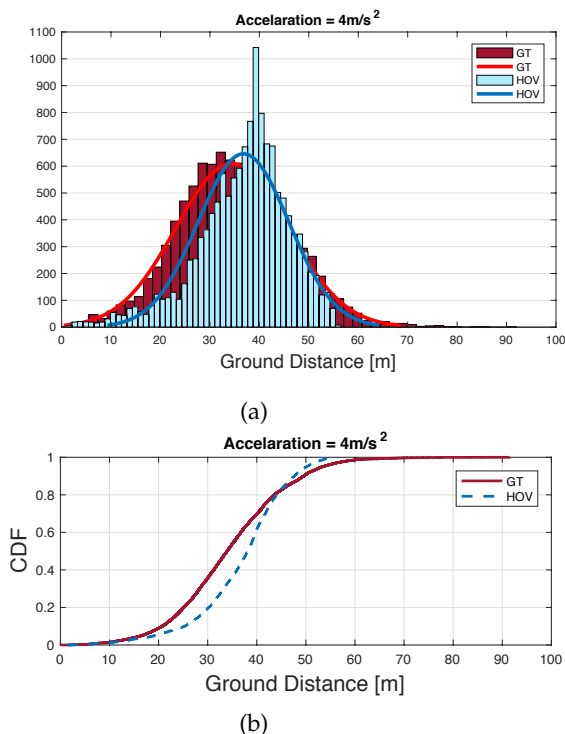 Accelaration = 4m/s²
1100
1000
900
800
700
600
500
400
300
200
100
0
GT
GT
HOV
HOV
0 10 20 30 40 50 60 70 80 90 100
Ground Distance [m]
(a)
Accelaration = 4m/s²
CDF
1
0.8
0.6
0.4
0.2
0
GT
HOV
0 10 20 30 40 50 60 70 80 90 100
Ground Distance [m]
(b)